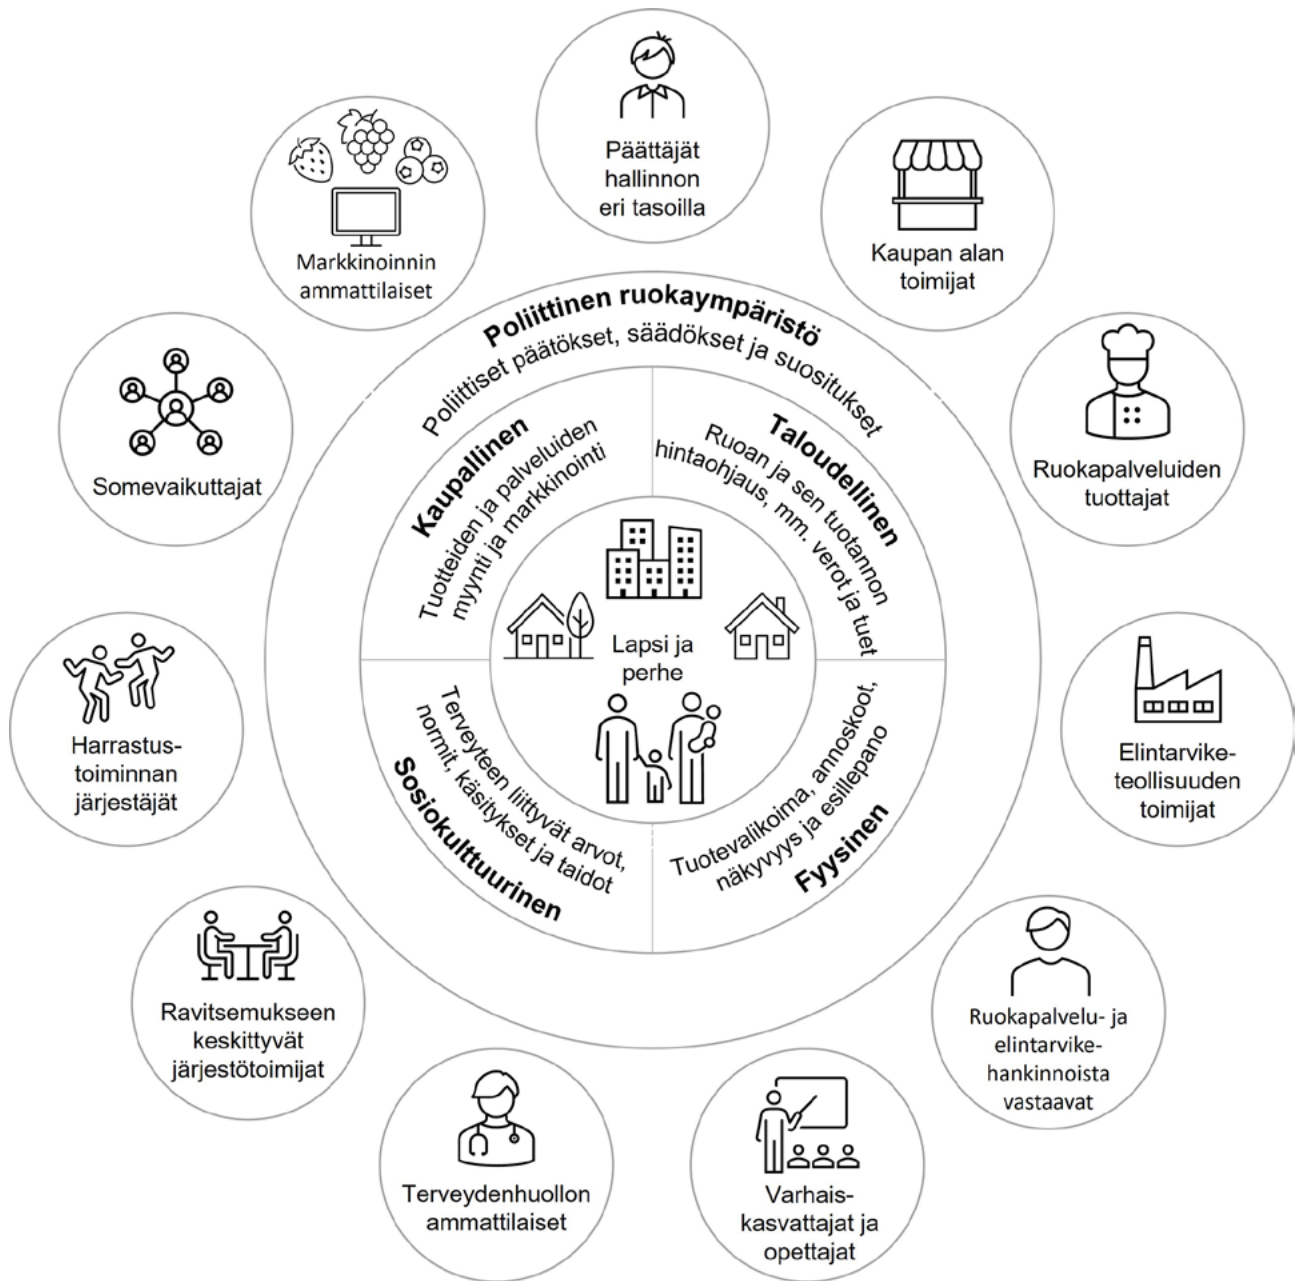 Päättäjät
hallinnon
eri tasoilla
Kaupan alan
toimijat
Ruokapalveluiden
tuottajat
Elintarvike-
teollisuuden
toimijat
Ruokapalvelu- ja
elintarvike-
hankinnoista
vastaavat
Varhais-
kasvattajat ja
opettajat
Terveydenhuollon
ammattilaiset
Ravitsemukseen
keskittyvät
järjestötoimijat
Harrastus-
toiminnan
järjestäjät
Somevaikuttajat
Markkinoinnin
ammattilaiset
Poliittinen ruokaympäristö
Poliittiset päätökset, säädökset ja suositukset
Kaupallinen
Tuotteiden ja palveluiden
myynti ja markkinointi
Taloudellinen
Ruoan ja sen tuotannon
hintaohjaus, mm. verot ja tuet
Fyysinen
Tuotevalikoima, annoskoot,
näkyvyys ja esillepano
Terveyteen liittyvät arvot,
normit, käsitykset ja taidot
Sosiokulttuurinen
Lapsi ja
perhe